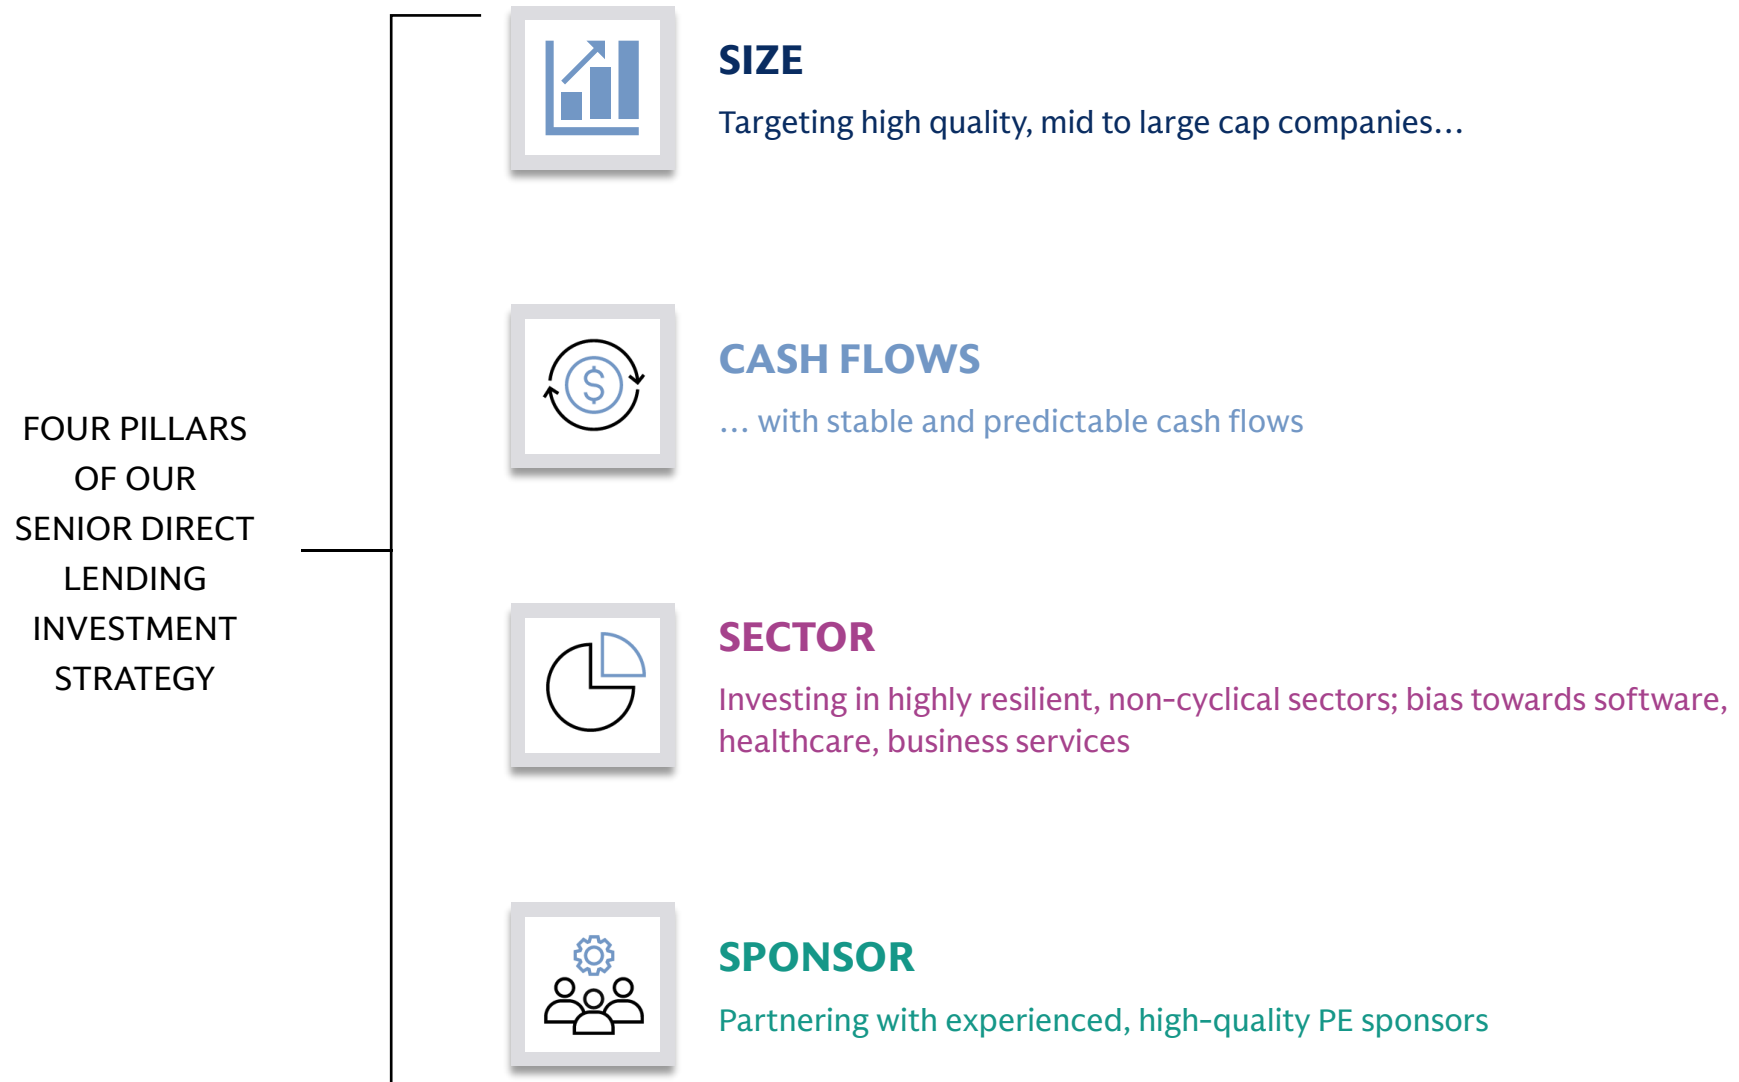 FOUR PILLARS
OF OUR
SENIOR DIRECT
LENDING
INVESTMENT
STRATEGY
SIZE
Targeting high quality, mid to large cap companies…
$
CASH FLOWS
… with stable and predictable cash flows
SECTOR
Investing in highly resilient, non-cyclical sectors; bias towards software,
healthcare, business services
SPONSOR
Partnering with experienced, high-quality PE sponsors